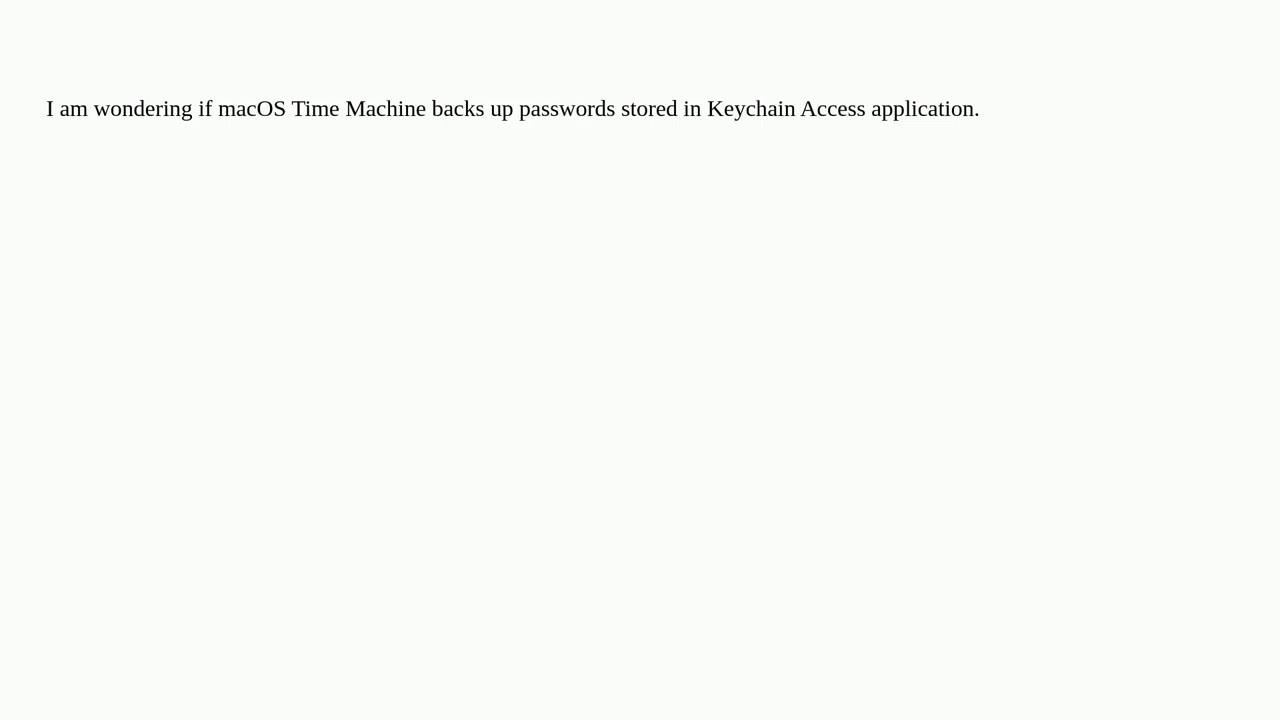 I am wondering if macOS Time Machine backs up passwords stored in Keychain Access application.